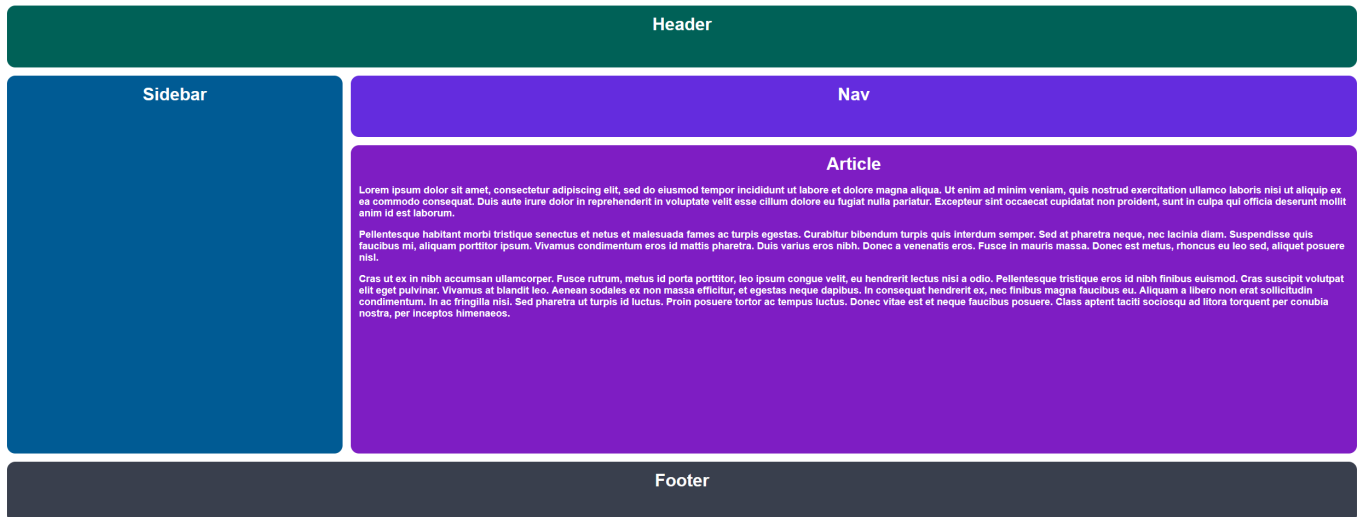 Header
Sidebar
Nav
Article
Lorem ipsum dolor sit amet, consectetur adipiscing elit, sed do eiusmod tempor incididunt ut labore et dolore magna aliqua. Ut enim ad minim veniam, quis nostrud exercitation ullamco laboris nisi ut aliquip ex
ea commodo consequat. Duis aute irure dolor in reprehenderit in voluptate velit esse cillum dolore eu fugiat nulla pariatur. Excepteur sint occaecat cupidatat non proident, sunt in culpa qui officia deserunt mollit
anim id est laborum.
Pellentesque habitant morbi tristique senectus et netus et malesuada fames ac turpis egestas. Curabitur bibendum turpis quis interdum semper. Sed at pharetra neque, nec lacinia diam. Suspendisse quis
faucibus mi, aliquam porttitor ipsum. Vivamus condimentum eros id mattis pharetra. Duis varius eros nibh. Donec a venenatis eros. Fusce in mauris massa. Donec est metus, rhoncus eu leo sed, aliquet posuere
nisl.
Cras ut ex in nibh accumsan ullamcorper. Fusce rutrum, metus id porta porttitor, leo ipsum congue velit, eu hendrerit lectus nisi a odio. Pellentesque tristique eros id nibh finibus euismod. Cras suscipit volutpat
elit eget pulvinar. Vivamus at blandit leo. Aenean sodales ex non massa efficitur, et egestas neque dapibus. In consequat hendrerit ex, nec finibus magna faucibus eu. Aliquam a libero non erat sollicitudin
condimentum. In ac fringilla nisi. Sed pharetra ut turpis id luctus. Proin posuere tortor ac tempus luctus. Donec vitae est et neque faucibus posuere. Class aptent taciti sociosqu ad litora torquent per conubia
nostra, per inceptos himenaeos.
Footer